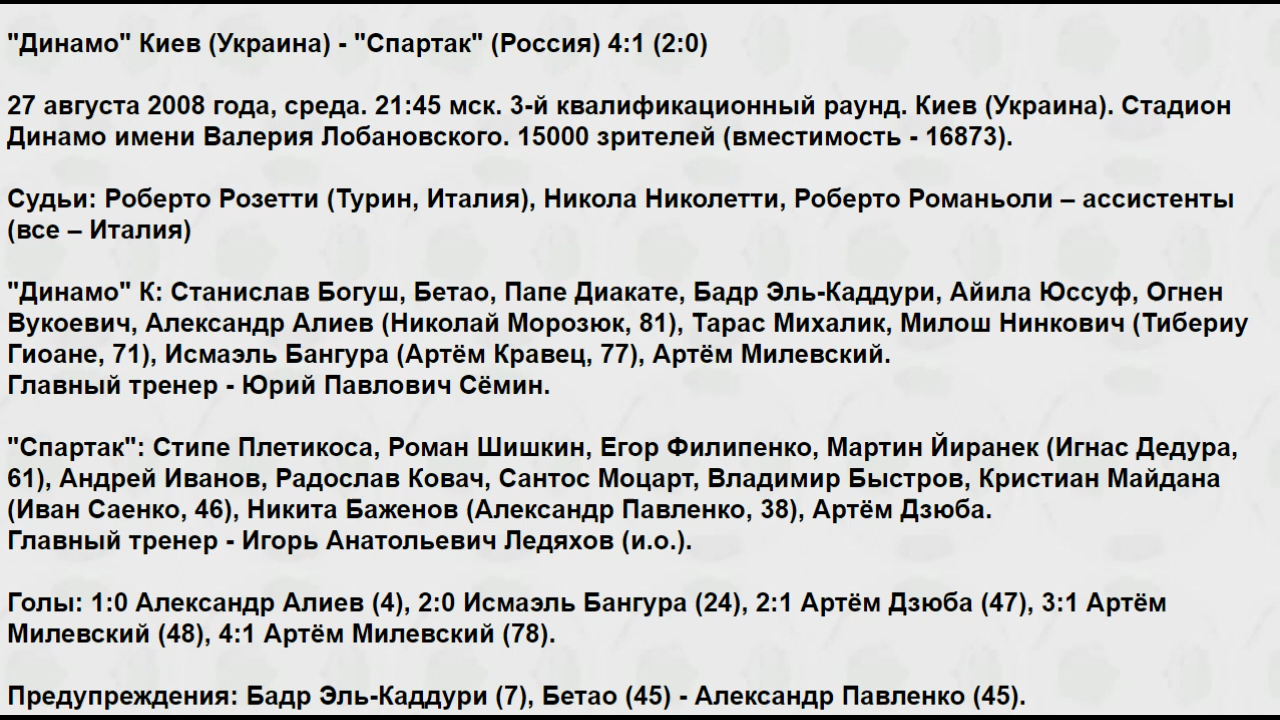 "Динамо" Киев (Украина) - "Спартак" (Россия) 4:1 (2:0)
27 августа 2008 года, среда. 21:45 мск. 3-й квалификационный раунд. Киев (Украина). Стадион
Динамо имени Валерия Лобановского. 15000 зрителей (вместимость - 16873).
Судьи: Роберто Розетти (Турин, Италия), Никола Николетти, Роберто Романьоли – ассистенты
(все – Италия)
"Динамо" К: Станислав Богуш, Бетао, Папе Диакате, Бадр Эль-Каддури, Айила Юссуф, Огнен
Вукоевич, Александр Алиев (Николай Морозюк, 81), Тарас Михалик, Милош Нинкович (Тибериу
Гиоане, 71), Исмаэль Бангура (Артём Кравец, 77), Артём Милевский.
Главный тренер - Юрий Павлович Сёмин.
"Спартак": Стипе Плетикоса, Роман Шишкин, Егор Филипенко, Мартин Йиранек (Игнас Дедура,
61), Андрей Иванов, Радослав Ковач, Сантос Моцарт, Владимир Быстров, Кристиан Майдана
(Иван Саенко, 46), Никита Баженов (Александр Павленко, 38), Артём Дзюба.
Главный тренер - Игорь Анатольевич Ледяхов (и.о.).
Голы: 1:0 Александр Алиев (4), 2:0 Исмаэль Бангура (24), 2:1 Артём Дзюба (47), 3:1 Артём
Милевский (48), 4:1 Артём Милевский (78).
Предупреждения: Бадр Эль-Каддури (7), Бетао (45) - Александр Павленко (45).